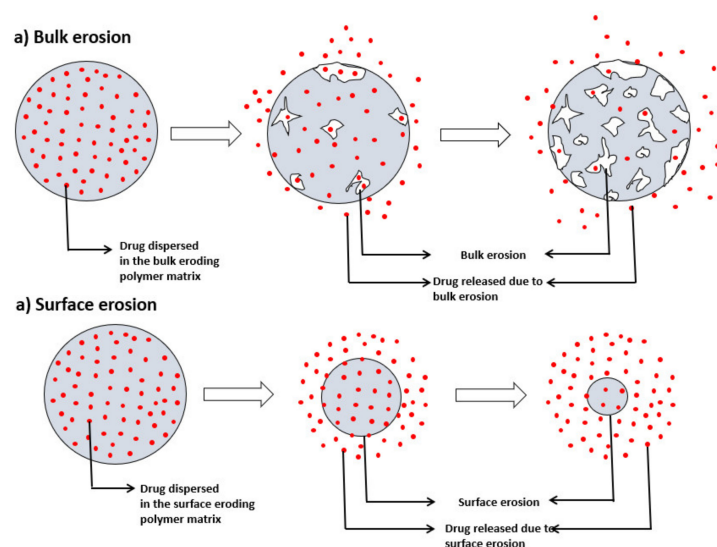 a) Bulk erosion
Drug dispersed
in the bulk eroding
polymer matrix
Bulk erosion
Drug released due to
bulk erosion
a) Surface erosion
Drug dispersed
in the surface eroding
polymer matrix
Surface erosion
Drug released due to
surface erosion